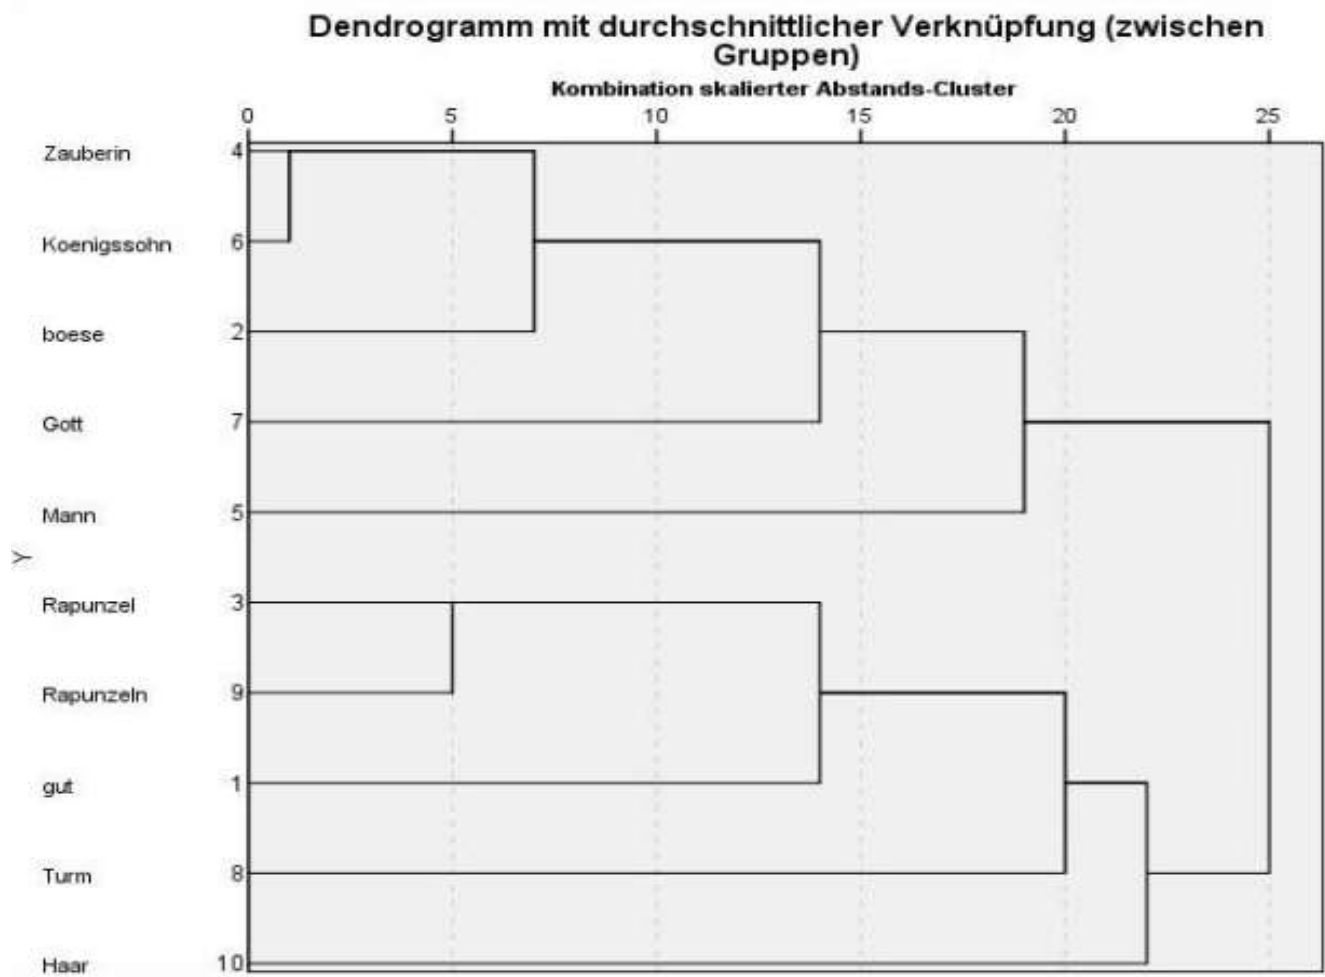 Dendrogramm mit durchschnittlicher Verknüpfung (zwischen
Gruppen)
Kombination skalierter Abstands-Cluster
0 5 10 15 20 25
Zauberin 4
Koenigssohn 6
boese 2
Gott 7
Mann 5
Y
Rapunzel 3
Rapunzeln 9
gut 1
Turm 8
Haar 10